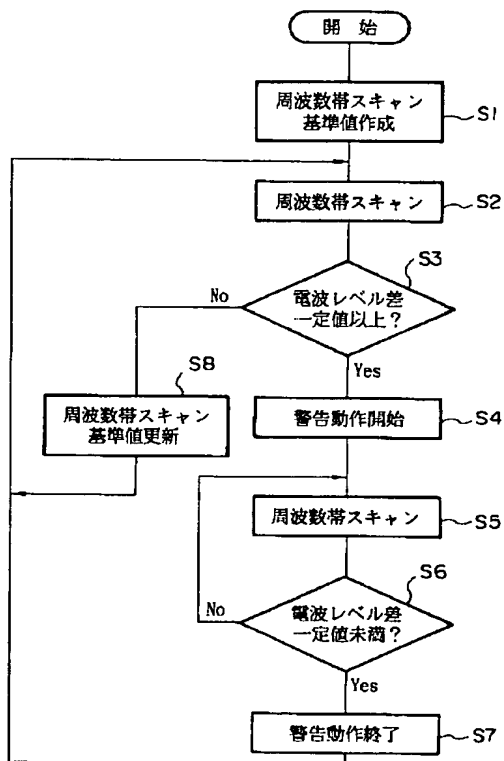 開 始
周波数帯スキャン
基準値作成
S1
周波数帯スキャン
S2
S3
電波レベル差
一定値以上?
No
Yes
S8
周波数帯スキャン
基準値更新
警告動作開始
S4
周波数帯スキャン
S5
S6
電波レベル差
一定値未満?
No
Yes
警告動作終了
S7